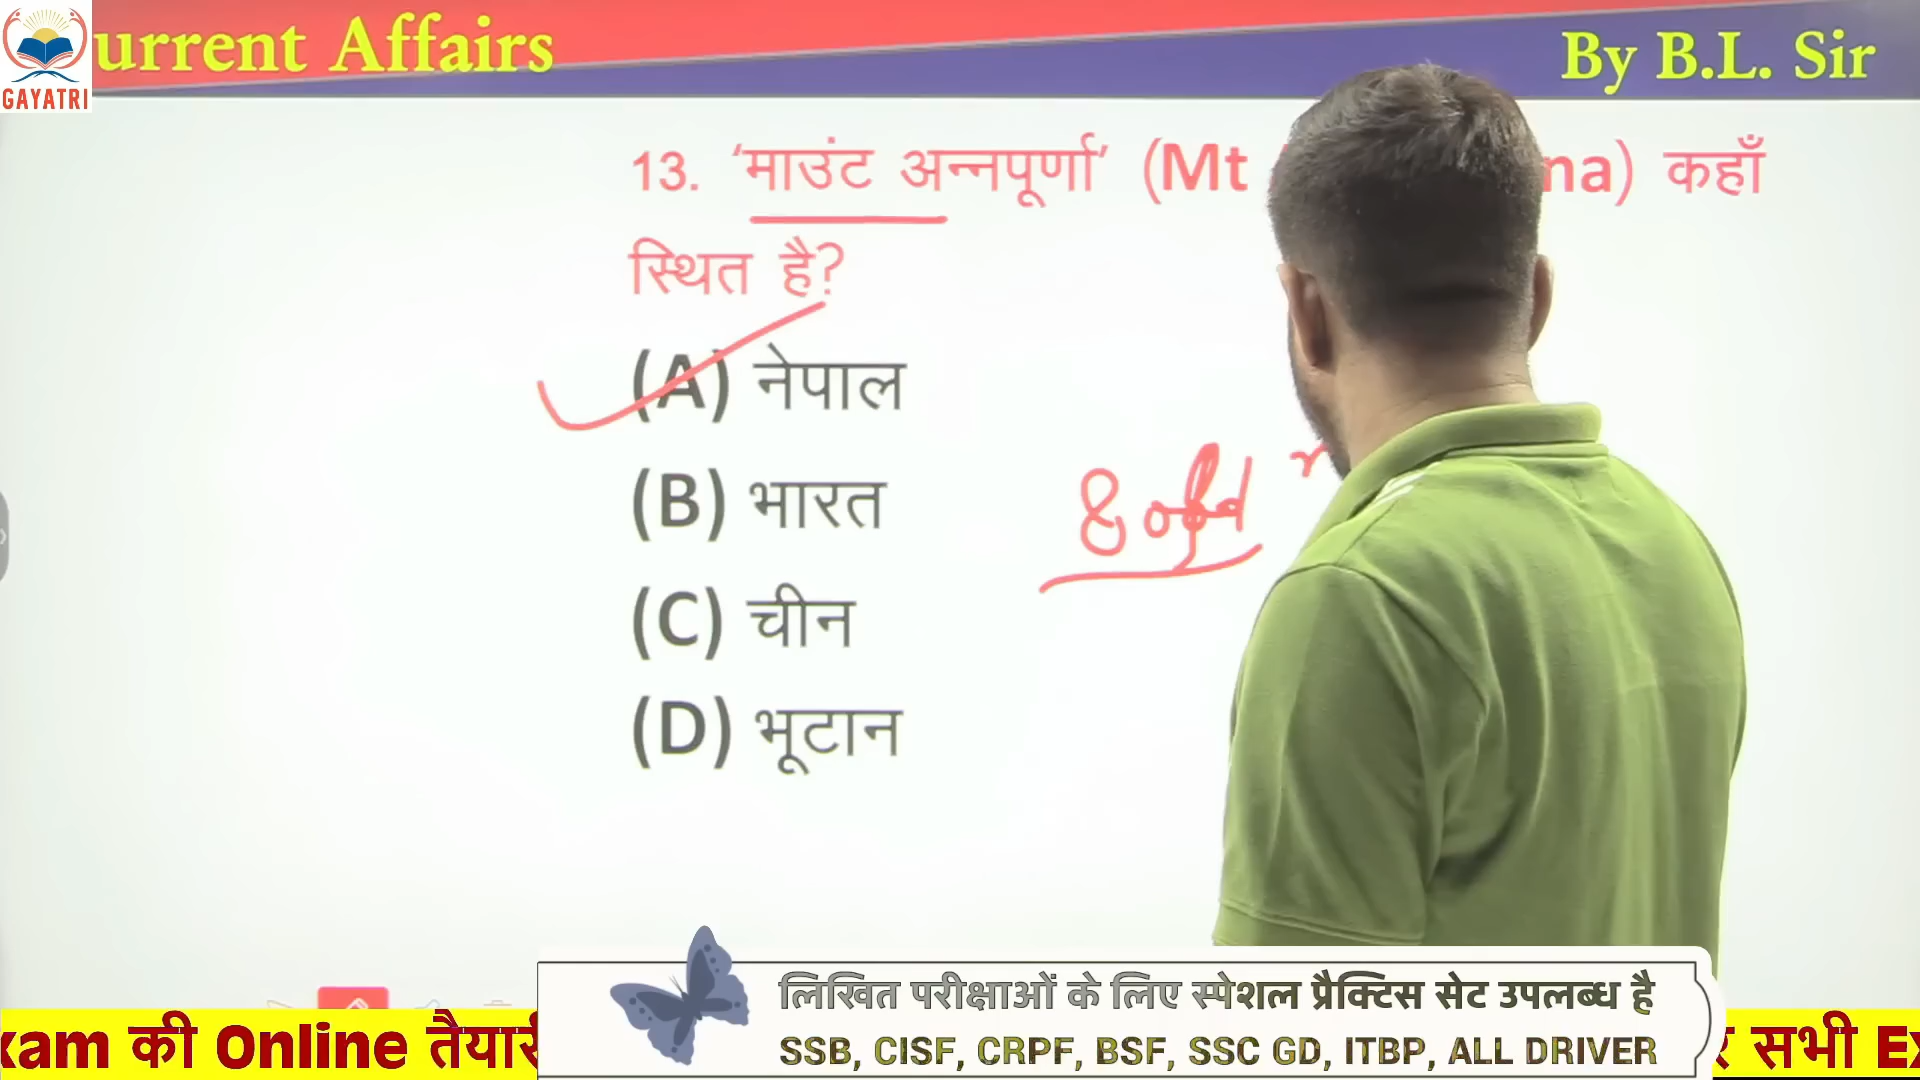 urrent Affairs
By B.L. Sir
GAYATRI
13. ‘माउंट अन्नपूर्णा’ (Mt na) कहाँ
स्थित है?
(A) नेपाल
(B) भारत
(C) चीन
(D) भूटान
लिखित परीक्षाओं के लिए स्पेशल प्रैक्टिस सेट उपलब्ध है
SSB, CISF, CRPF, BSF, SSC GD, ITBP, ALL DRIVER
xam की Online तैयारी
सभी Ex